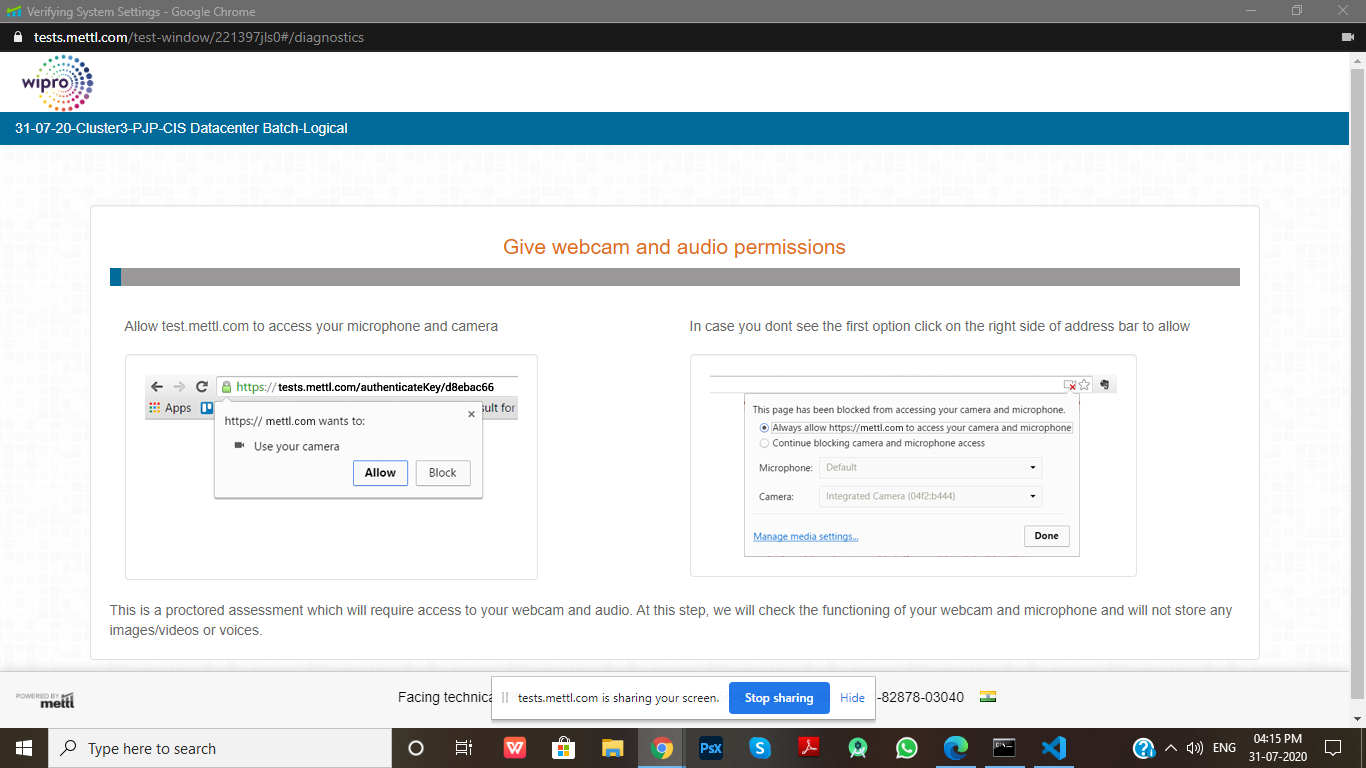 Verifying System Settings - Google Chrome
tests.mettl.com/test-window/221397jls0#/diagnostics
wipro
31-07-20-Cluster3-PJP-CIS Datacenter Batch-Logical
Give webcam and audio permissions
Allow test.mettl.com to access your microphone and camera
https:// tests.mettl.com/authenticateKey/d8ebac66
Apps
sult for
https:// mettl.com wants to:
Use your camera
Allow
Block
In case you dont see the first option click on the right side of address bar to allow
This page has been blocked from accessing your camera and microphone.
Always allow https://mettl.com to access your camera and microphone
Continue blocking camera and microphone access
Microphone: Default
Camera: Integrated Camera (04f2:b444)
Manage media settings...
Done
This is a proctored assessment which will require access to your webcam and audio. At this step, we will check the functioning of your webcam and microphone and will not store any
images/videos or voices.
POWERED BY
mettl
Facing technica
tests.mettl.com is sharing your screen.
Stop sharing
Hide
-82878-03040
Type here to search
W
PsX
S
ENG
04:15 PM
31-07-2020